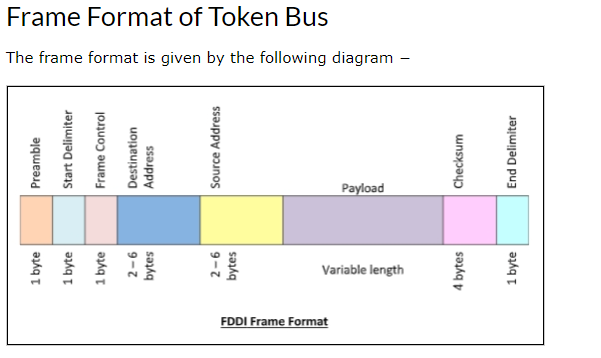 Frame Format of Token Bus
The frame format is given by the following diagram –
Preamble
Start Delimiter
Frame Control
Destination
Address
Source Address
Payload
Checksum
End Delimiter
1 byte
1 byte
1 byte
2 – 6
bytes
2 – 6
bytes
Variable length
4 bytes
1 byte
FDDI Frame Format